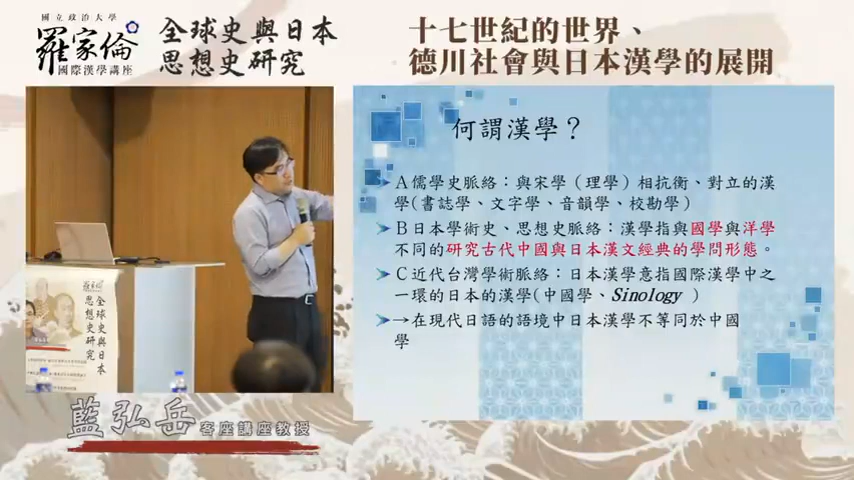 國立政治大學
羅家倫
國際漢學講座
全球史與日本
思想史研究
十七世紀的世界、
德川社會與日本漢學的展開
何謂漢學？
A儒學史脈絡：與宋學（理學）相抗衡、對立的漢
學(書誌學、文字學、音韻學、校勘學）
B日本學術史、思想史脈絡：漢學指與國學與洋學
不同的研究古代中國與日本漢文經典的學問形態。
C近代台灣學術脈絡：日本漢學意指國際漢學中之
一環的日本的漢學(中國學、Sinology ）
→在現代日語的語境中日本漢學不等同於中國
學
羅家倫
全球史與日本
思想史研究
藍弘岳 客座講座教授